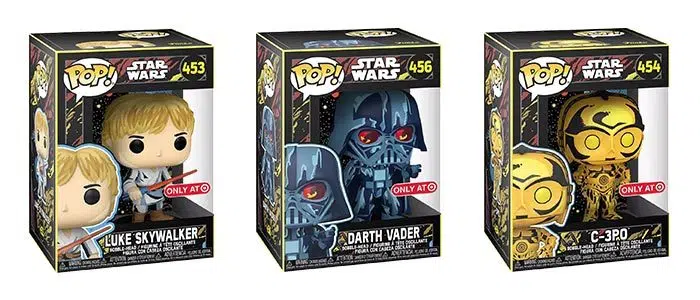 POP!
STAR WARS
453
ONLY AT
LUKE SKYWALKER
BOBBLE-HEAD / FIGURINE À TÊTE OSCILLANTE
FIGURA CON CABEZA OSCILANTE
POP!
STAR WARS
456
ONLY AT
DARTH VADER
BOBBLE-HEAD / FIGURINE À TÊTE OSCILLANTE
FIGURA CON CABEZA OSCILANTE
POP!
STAR WARS
454
ONLY AT
C-3PO
BOBBLE-HEAD / FIGURINE À TÊTE OSCILLANTE
FIGURA CON CABEZA OSCILANTE